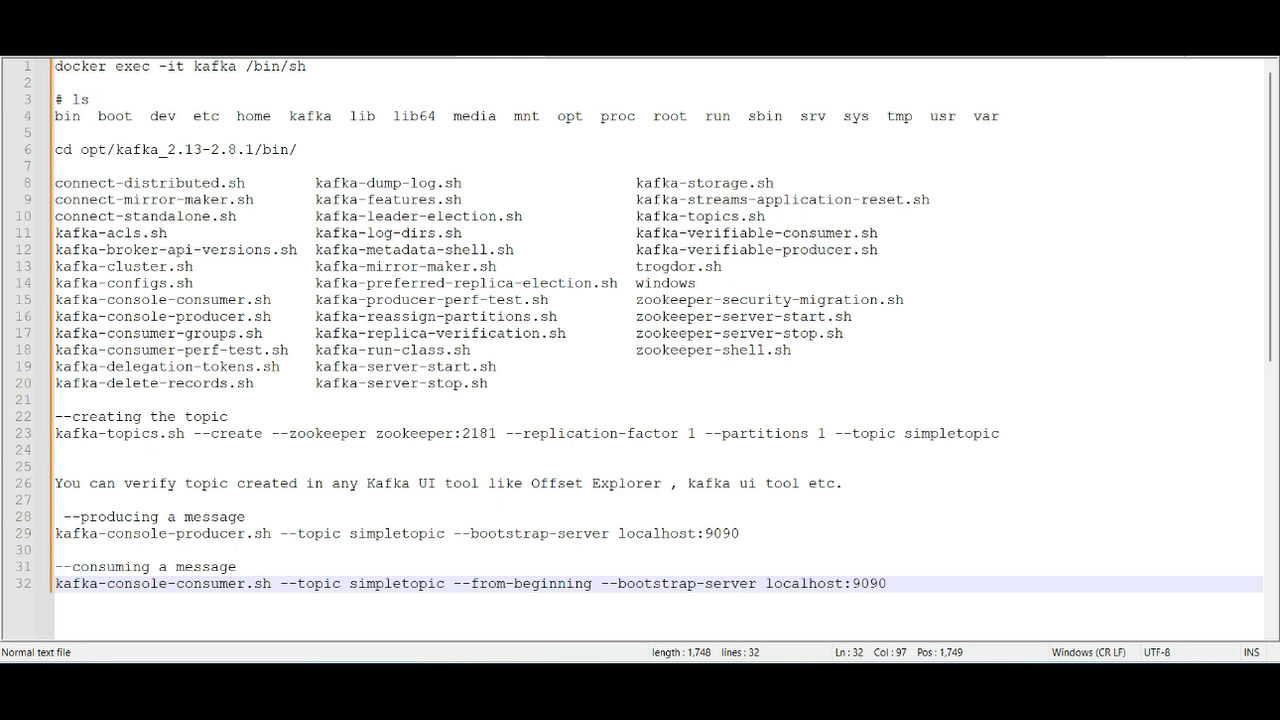 1 docker exec -it kafka /bin/sh
2
3 # ls
4 bin boot dev etc home kafka lib lib64 media mnt opt proc root run sbin srv sys tmp usr var
5
6 cd opt/kafka_2.13-2.8.1/bin/
7
8 connect-distributed.sh kafka-dump-log.sh kafka-storage.sh
9 connect-mirror-maker.sh kafka-features.sh kafka-streams-application-reset.sh
10 connect-standalone.sh kafka-leader-election.sh kafka-topics.sh
11 kafka-acls.sh kafka-log-dirs.sh kafka-verifiable-consumer.sh
12 kafka-broker-api-versions.sh kafka-metadata-shell.sh kafka-verifiable-producer.sh
13 kafka-cluster.sh kafka-mirror-maker.sh trogdor.sh
14 kafka-configs.sh kafka-preferred-replica-election.sh windows
15 kafka-console-consumer.sh kafka-producer-perf-test.sh zookeeper-security-migration.sh
16 kafka-console-producer.sh kafka-reassign-partitions.sh zookeeper-server-start.sh
17 kafka-consumer-groups.sh kafka-replica-verification.sh zookeeper-server-stop.sh
18 kafka-consumer-perf-test.sh kafka-run-class.sh zookeeper-shell.sh
19 kafka-delegation-tokens.sh kafka-server-start.sh
20 kafka-delete-records.sh kafka-server-stop.sh
21
22 --creating the topic
23 kafka-topics.sh --create --zookeeper zookeeper:2181 --replication-factor 1 --partitions 1 --topic simpletopic
24
25
26 You can verify topic created in any Kafka UI tool like Offset Explorer , kafka ui tool etc.
27
28 --producing a message
29 kafka-console-producer.sh --topic simpletopic --bootstrap-server localhost:9090
30
31 --consuming a message
32 kafka-console-consumer.sh --topic simpletopic --from-beginning --bootstrap-server localhost:9090
Normal text file length : 1,748 lines : 32 Ln : 32 Col : 97 Pos : 1,749 Windows (CR LF) UTF-8 INS